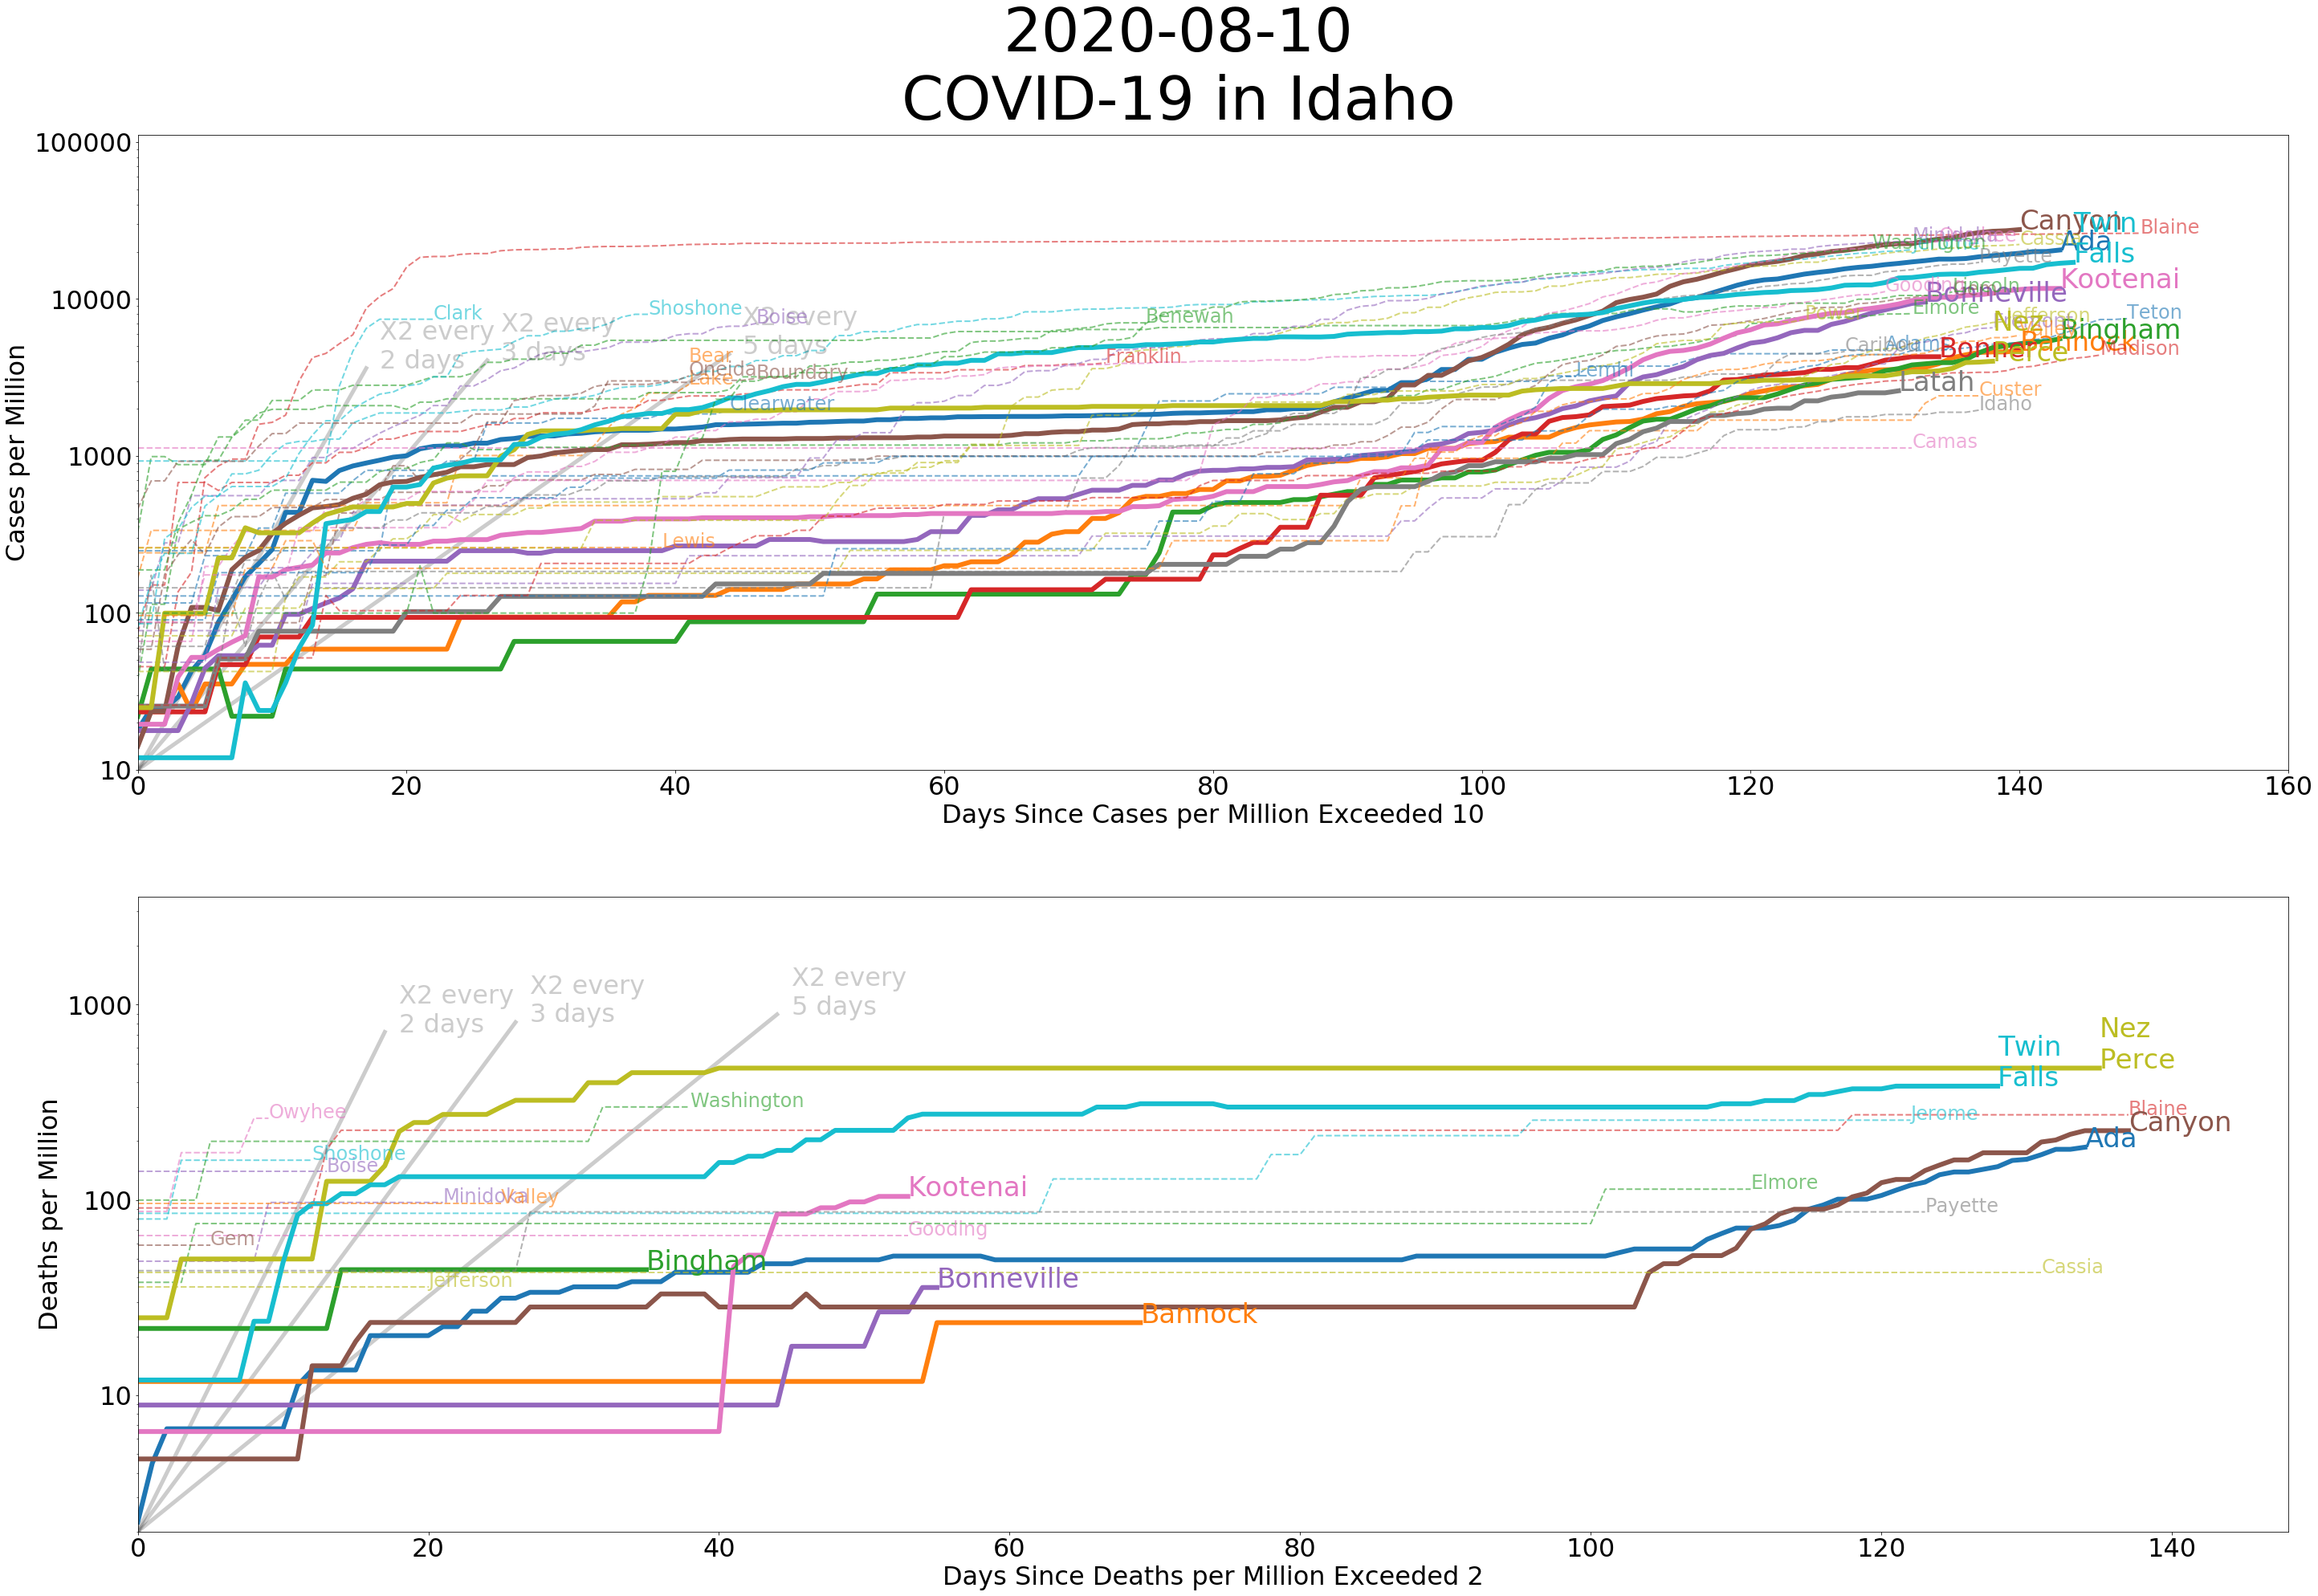 2020-08-10
COVID-19 in Idaho
100000
10000
1000
100
10
Cases per Million
Canyon
Twin
Falls
Blaine
Ada
Cassia
Payette
Kootenai
Bonneville
Lincoln
Elmore
Teton
Bingham
Bannock
Madison
Nez
Perce
Latah
Custer
Idaho
Camas
Lemhi
Benewah
Franklin
Shoshone
Boise
Clark
X2 every
2 days
X2 every
3 days
X2 every
5 days
Bear
Lake
Oneida
Boundary
Clearwater
Lewis
0
20
40
60
80
100
120
140
160
Days Since Cases per Million Exceeded 10
1000
100
10
Deaths per Million
X2 every
2 days
X2 every
3 days
X2 every
5 days
Nez
Perce
Twin
Falls
Blaine
Canyon
Ada
Jerome
Washington
Owyhee
Shoshone
Boise
Minidoka
Valley
Kootenai
Gooding
Elmore
Payette
Gem
Bingham
Jefferson
Bonneville
Bannock
Cassia
0
20
40
60
80
100
120
140
Days Since Deaths per Million Exceeded 2